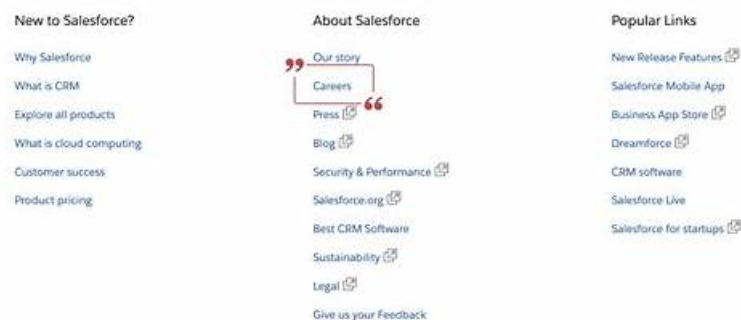 New to Salesforce?
Why Salesforce
What is CRM
Explore all products
What is cloud computing
Customer success
Product pricing
About Salesforce
Our story
Careers
Press
Blog
Security & Performance
Salesforce.org
Best CRM Software
Sustainability
Legal
Give us your Feedback
Popular Links
New Release Features
Salesforce Mobile App
Business App Store
Dreamforce
CRM software
Salesforce Live
Salesforce for startups